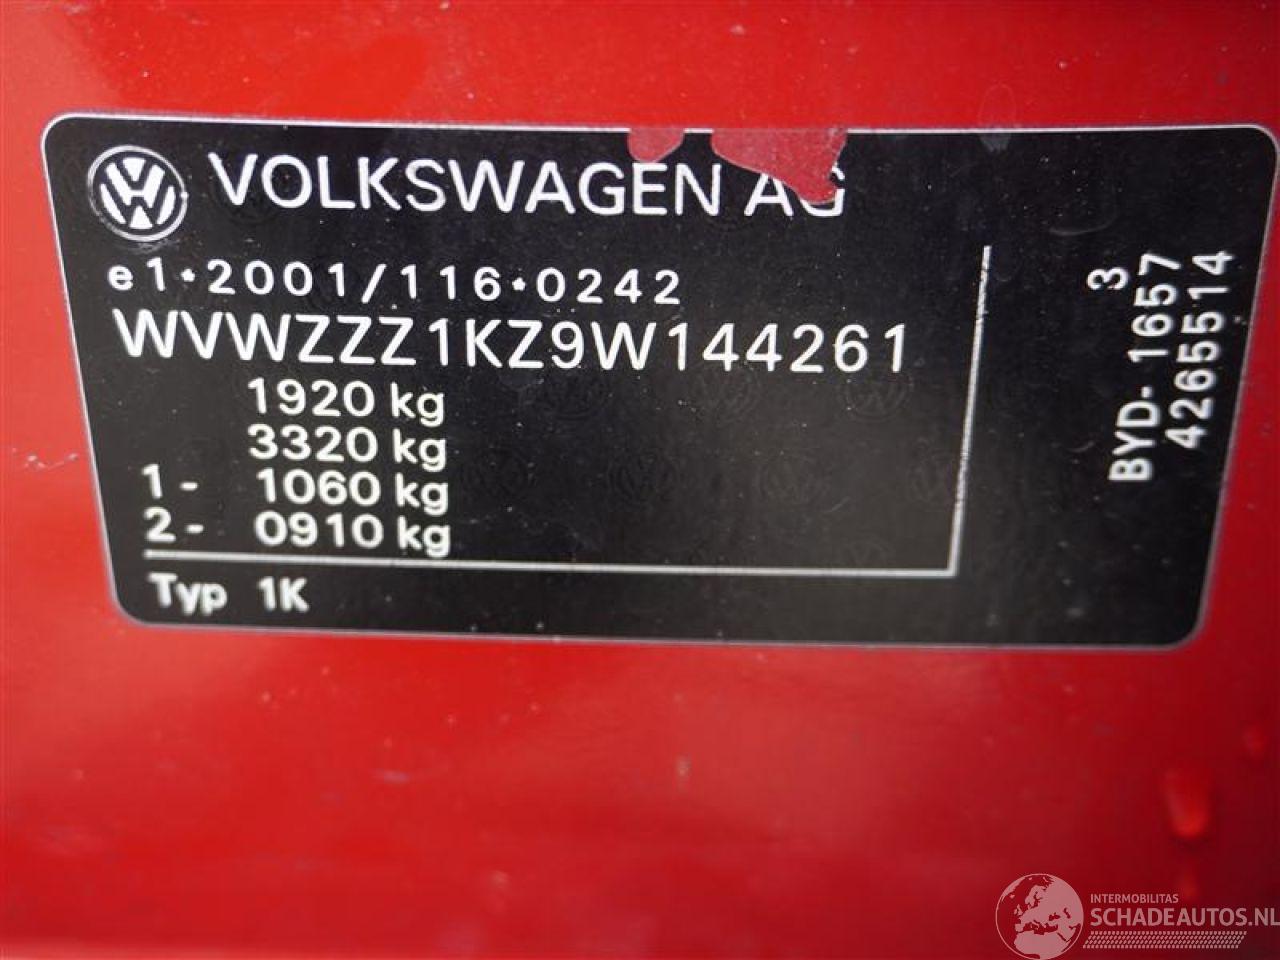 VOLKSWAGEN AG
e1*2001/116*0242
WVWZZZ1KZ9W144261
1920 kg
3320 kg
1- 1060 kg
2- 0910 kg
Typ 1K
3
BYD-1657
4265514
INTERMOBILITAS
SCHADEAUTOS.NL